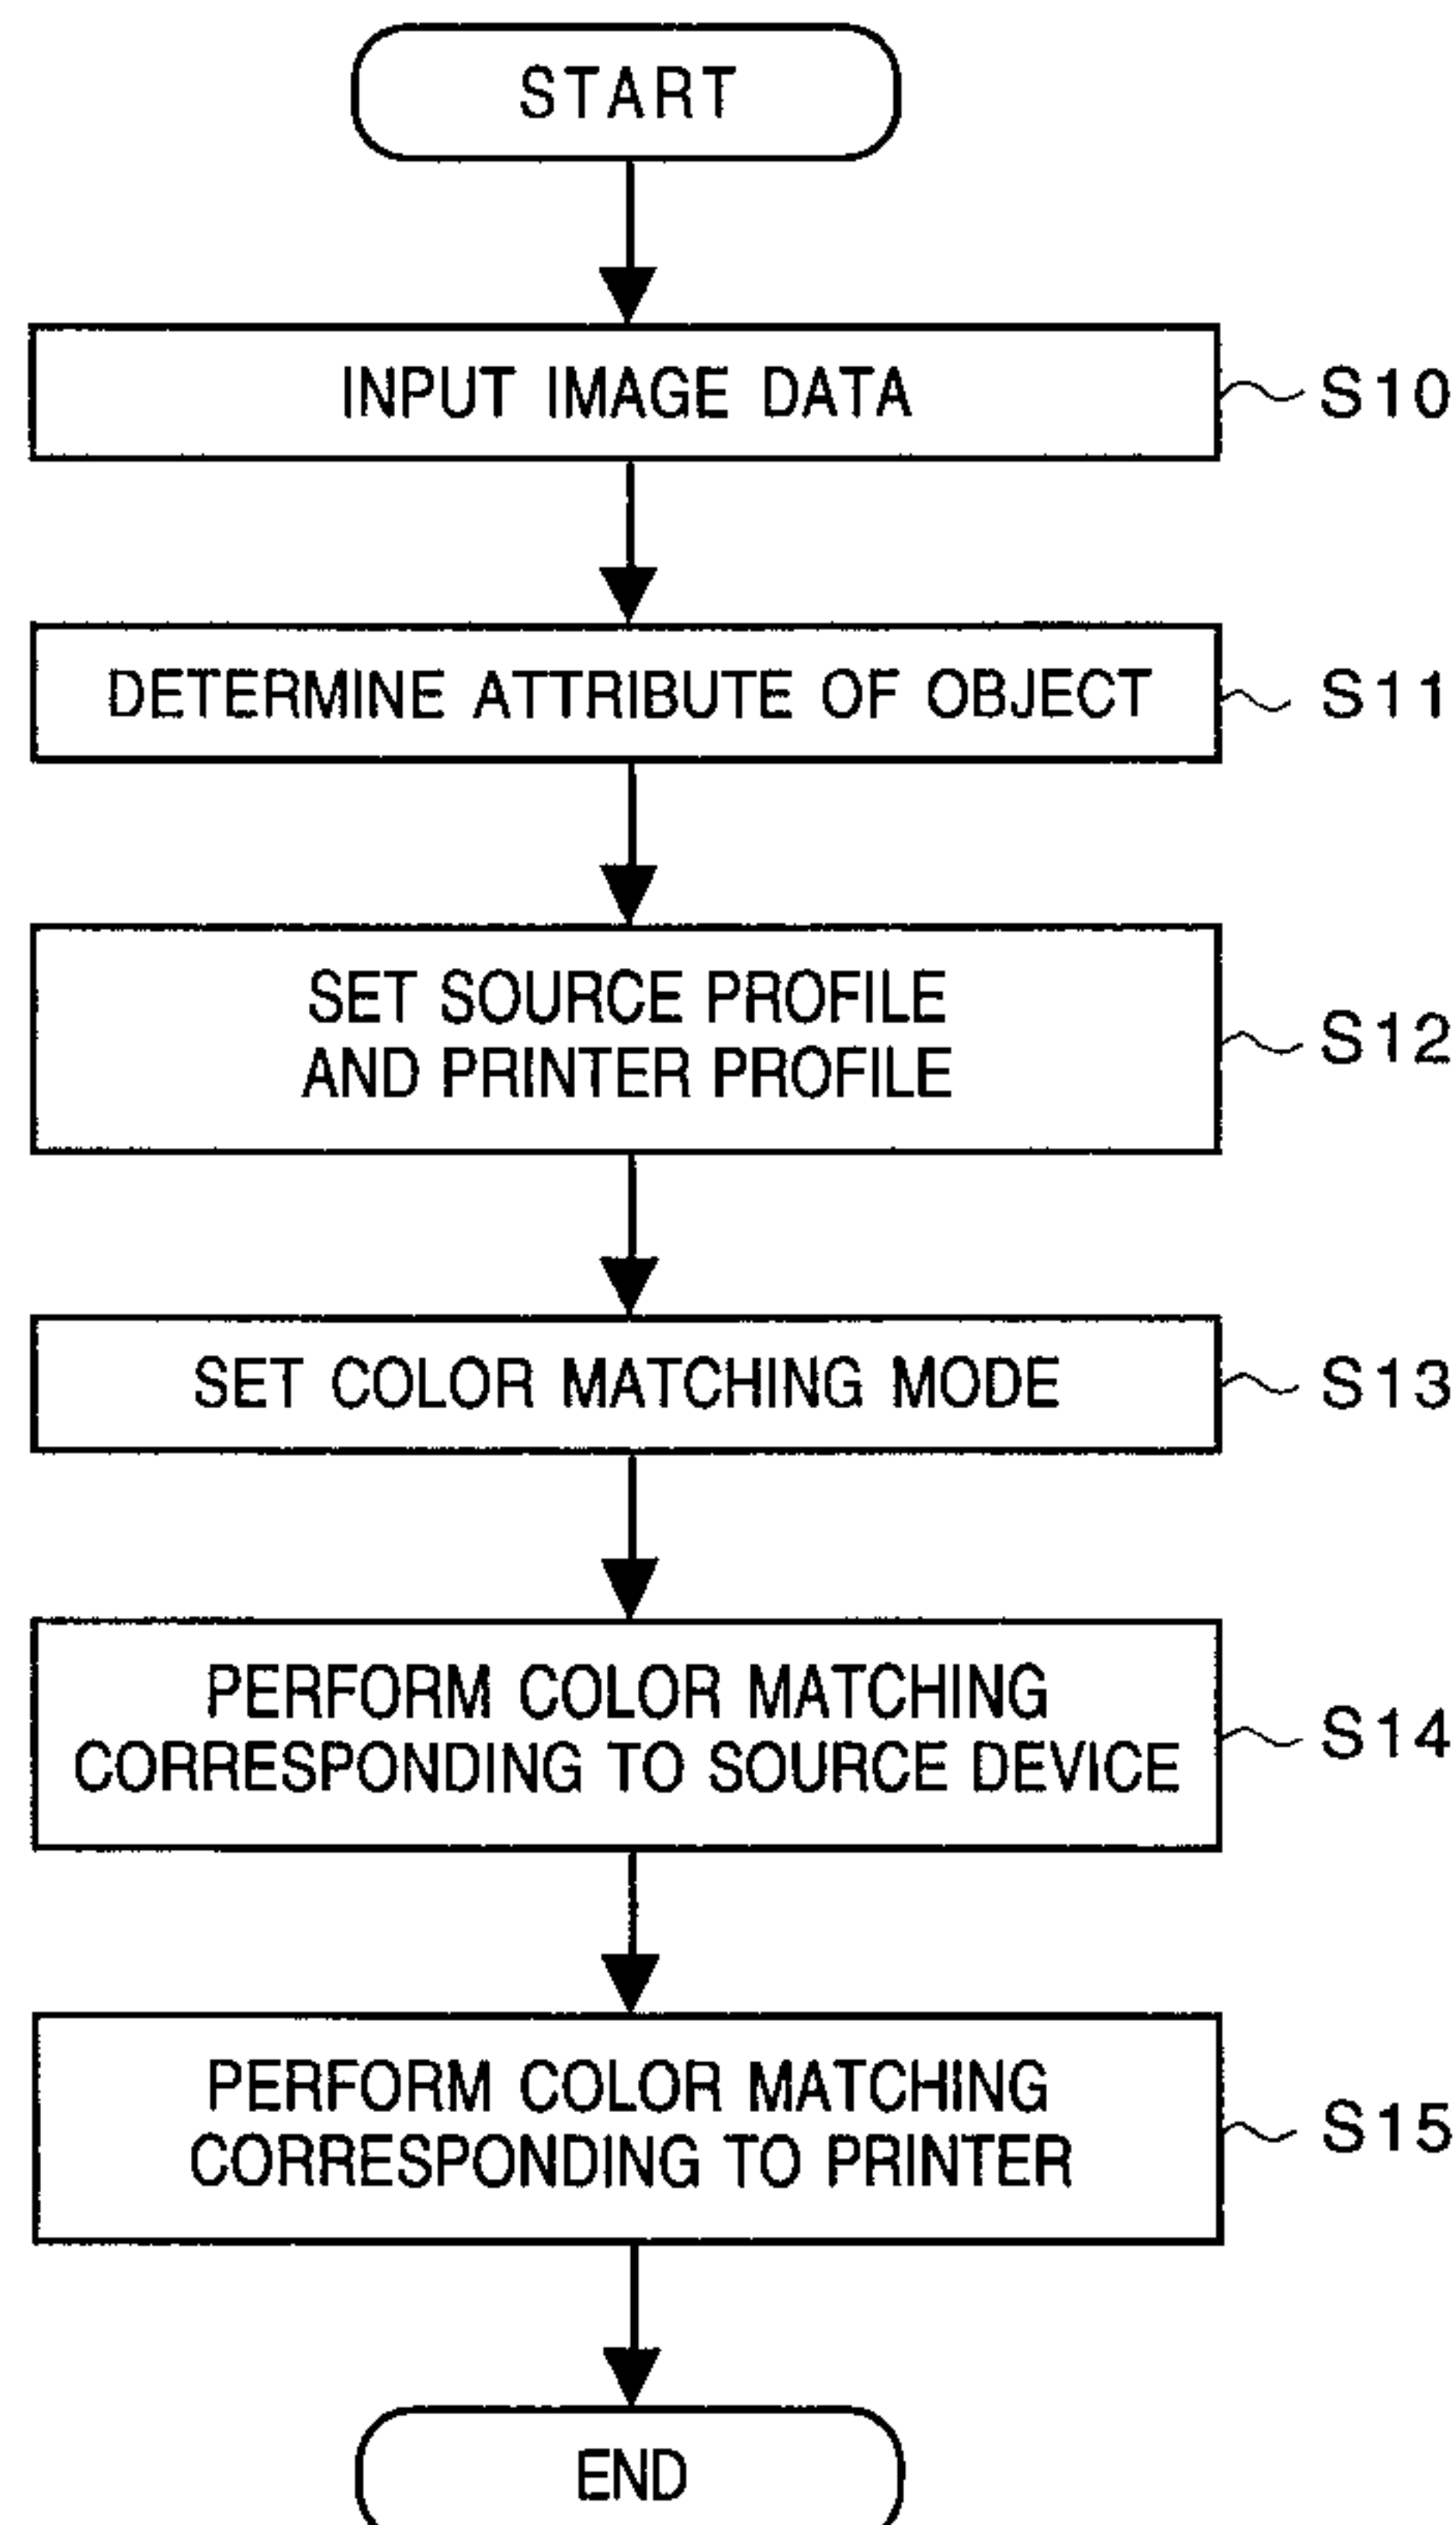 START
INPUT IMAGE DATA
S10
DETERMINE ATTRIBUTE OF OBJECT
S11
SET SOURCE PROFILE
AND PRINTER PROFILE
S12
SET COLOR MATCHING MODE
S13
PERFORM COLOR MATCHING
CORRESPONDING TO SOURCE DEVICE
S14
PERFORM COLOR MATCHING
CORRESPONDING TO PRINTER
S15
END